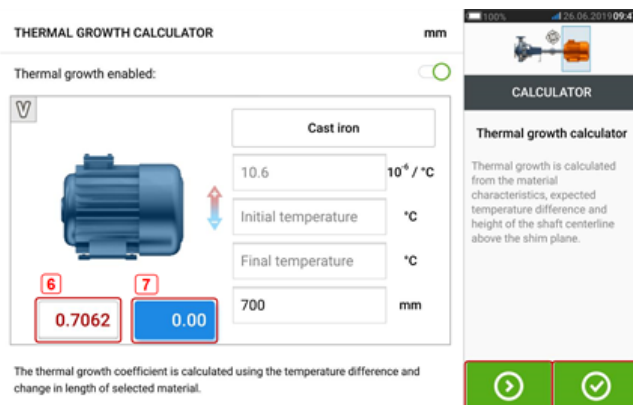 THERMAL GROWTH CALCULATOR mm
Thermal growth enabled:
V
Cast iron
10.6 10⁻⁶ / °C
Initial temperature °C
Final temperature °C
6 7
0.7062 0.00
700 mm
The thermal growth coefficient is calculated using the temperature difference and
change in length of selected material.
100% 26.06.2019 09:4
CALCULATOR
Thermal growth calculator
Thermal growth is calculated
from the material
characteristics, expected
temperature difference and
height of the shaft centerline
above the shim plane.